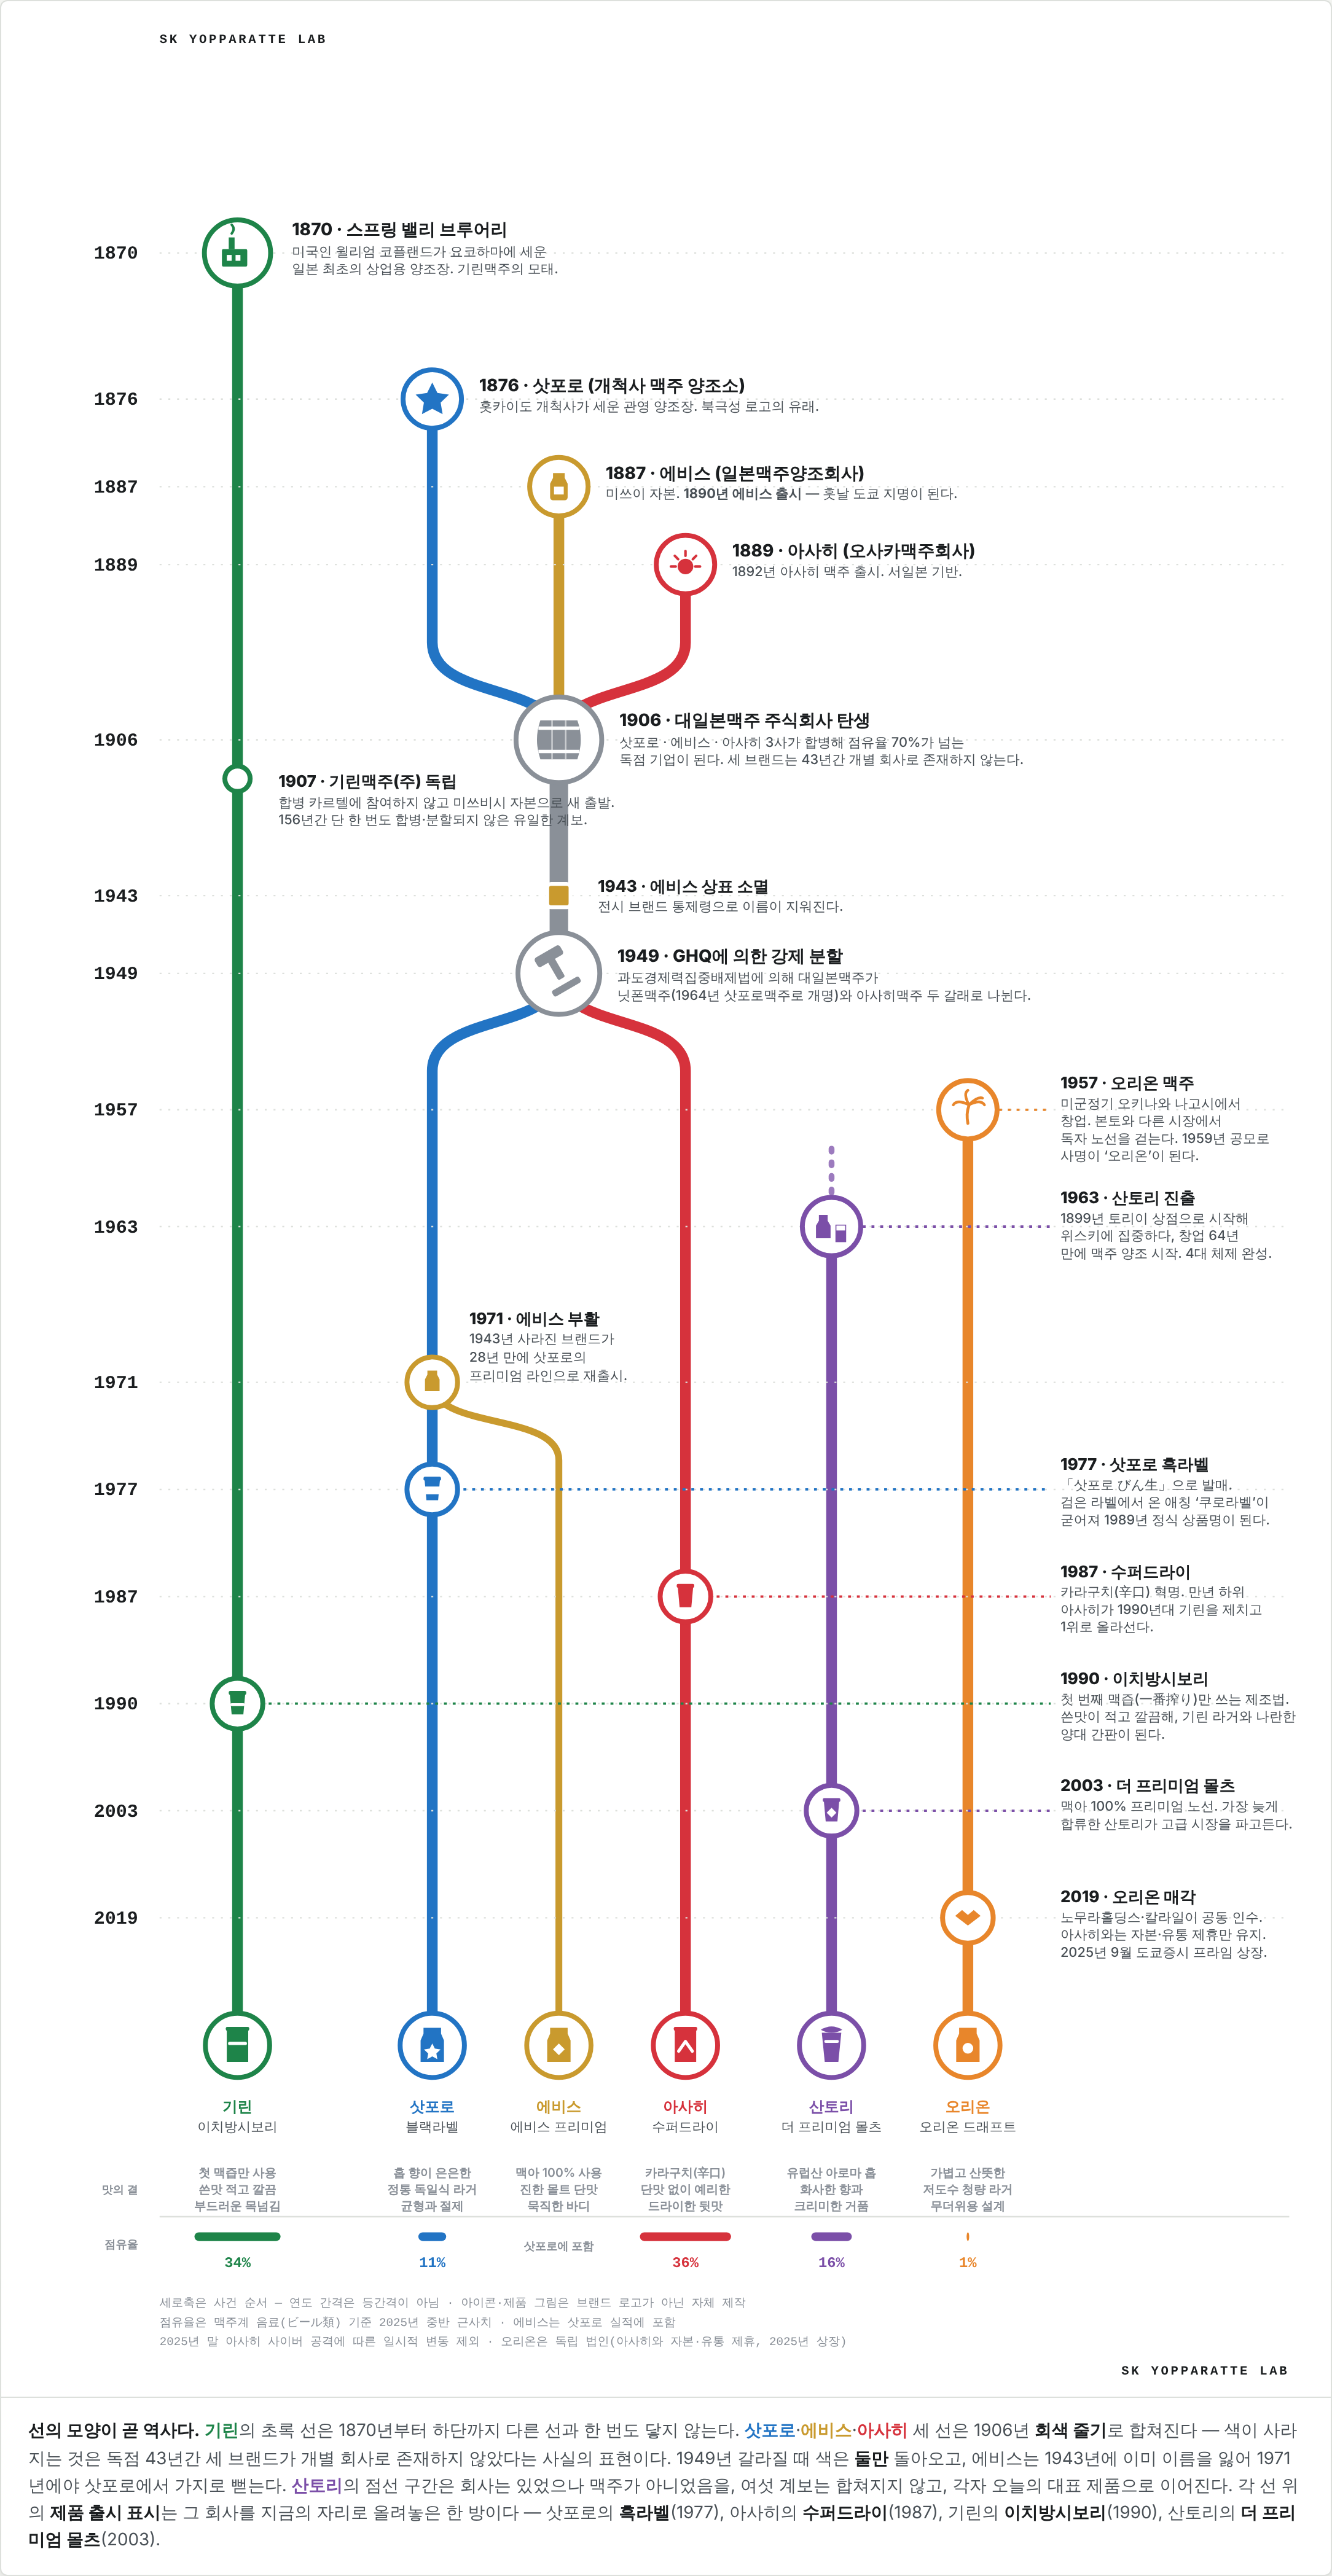 SK YOPPARATTE LAB
1870
1870 · 스프링 밸리 브루어리
미국인 윌리엄 코플랜드가 요코하마에 세운
일본 최초의 상업용 양조장. 기린맥주의 모태.
1876
1876 · 삿포로 (개척사 맥주 양조소)
홋카이도 개척사가 세운 관영 양조장. 북극성 로고의 유래.
1887
1887 · 에비스 (일본맥주양조회사)
미쓰이 자본. 1890년 에비스 출시 — 훗날 도쿄 지명이 된다.
1889
1889 · 아사히 (오사카맥주회사)
1892년 아사히 맥주 출시. 서일본 기반.
1906
1906 · 대일본맥주 주식회사 탄생
삿포로 · 에비스 · 아사히 3사가 합병해 점유율 70%가 넘는
독점 기업이 된다. 세 브랜드는 43년간 개별 회사로 존재하지 않는다.
1907 · 기린맥주(주) 독립
합병 카르텔에 참여하지 않고 미쓰비시 자본으로 새 출발.
156년간 단 한 번도 합병·분할되지 않은 유일한 계보.
1943
1943 · 에비스 상표 소멸
전시 브랜드 통제령으로 이름이 지워진다.
1949
1949 · GHQ에 의한 강제 분할
과도경제력집중배제법에 의해 대일본맥주가
닛폰맥주(1964년 삿포로맥주로 개명)와 아사히맥주 두 갈래로 나뉜다.
1957
1957 · 오리온 맥주
미군정기 오키나와 나고시에서
창업. 본토와 다른 시장에서
독자 노선을 걷는다. 1959년 공모로
사명이 ‘오리온’이 된다.
1963
1963 · 산토리 진출
1899년 토리이 상점으로 시작해
위스키에 집중하다, 창업 64년
만에 맥주 양조 시작. 4대 체제 완성.
1971
1971 · 에비스 부활
1943년 사라진 브랜드가
28년 만에 삿포로의
프리미엄 라인으로 재출시.
1977
1977 · 삿포로 흑라벨
「삿포로 びん生」으로 발매.
검은 라벨에서 온 애칭 ‘쿠로라벨’이
굳어져 1989년 정식 상품명이 된다.
1987
1987 · 수퍼드라이
카라구치(辛口) 혁명. 만년 하위
아사히가 1990년대 기린을 제치고
1위로 올라선다.
1990
1990 · 이치방시보리
첫 번째 맥즙(一番搾り)만 쓰는 제조법.
쓴맛이 적고 깔끔해, 기린 라거와 나란한
양대 간판이 된다.
2003
2003 · 더 프리미엄 몰츠
맥아 100% 프리미엄 노선. 가장 늦게
합류한 산토리가 고급 시장을 파고든다.
2019
2019 · 오리온 매각
노무라홀딩스·칼라일이 공동 인수.
아사히와는 자본·유통 제휴만 유지.
2025년 9월 도쿄증시 프라임 상장.
기린 삿포로 에비스 아사히 산토리 오리온
이치방시보리 블랙라벨 에비스 프리미엄 수퍼드라이 더 프리미엄 몰츠 오리온 드래프트
맛의 결
첫 맥즙만 사용
쓴맛 적고 깔끔
부드러운 목넘김
홉 향이 은은한
정통 독일식 라거
균형과 절제
맥아 100% 사용
진한 몰트 단맛
묵직한 바디
카라구치(辛口)
단맛 없이 예리한
드라이한 뒷맛
유럽산 아로마 홉
화사한 향과
크리미한 거품
가볍고 산뜻한
저도수 청량 라거
무더위용 설계
점유율
34% 11% 삿포로에 포함 36% 16% 1%
세로축은 사건 순서 — 연도 간격은 등간격이 아님 · 아이콘·제품 그림은 브랜드 로고가 아닌 자체 제작
점유율은 맥주계 음료(ビール類) 기준 2025년 중반 근사치 · 에비스는 삿포로 실적에 포함
2025년 말 아사히 사이버 공격에 따른 일시적 변동 제외 · 오리온은 독립 법인(아사히와 자본·유통 제휴, 2025년 상장)
SK YOPPARATTE LAB
선의 모양이 곧 역사다. 기린의 초록 선은 1870년부터 하단까지 다른 선과 한 번도 닿지 않는다. 삿포로·에비스·아사히 세 선은 1906년 회색 줄기로 합쳐진다 — 색이 사라
지는 것은 독점 43년간 세 브랜드가 개별 회사로 존재하지 않았다는 사실의 표현이다. 1949년 갈라질 때 색은 둘만 돌아오고, 에비스는 1943년에 이미 이름을 잃어 1971
년에야 삿포로에서 가지로 뻗는다. 산토리의 점선 구간은 회사는 있었으나 맥주가 아니었음을, 여섯 계보는 합쳐지지 않고, 각자 오늘의 대표 제품으로 이어진다. 각 선 위
의 제품 출시 표시는 그 회사를 지금의 자리로 올려놓은 한 방이다 — 삿포로의 흑라벨(1977), 아사히의 수퍼드라이(1987), 기린의 이치방시보리(1990), 산토리의 더 프리
미엄 몰츠(2003).